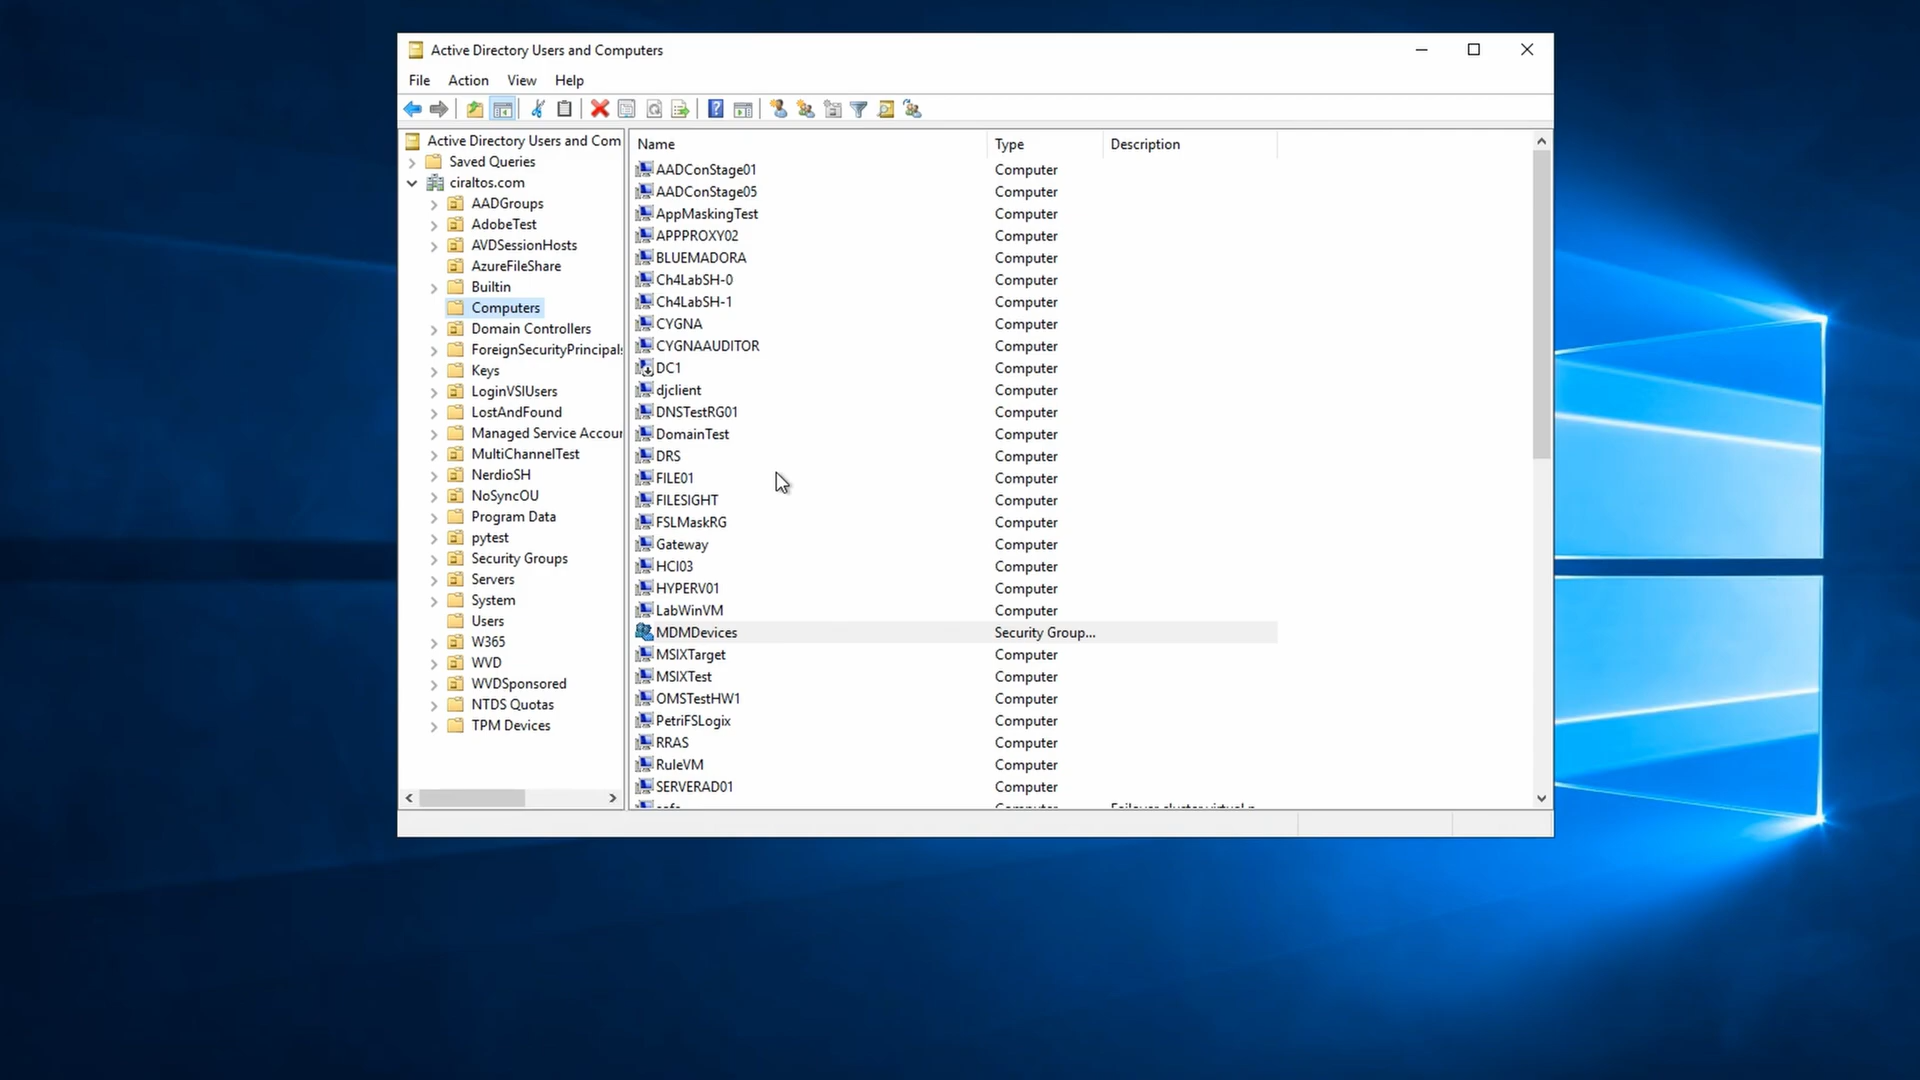 Active Directory Users and Computers
File Action View Help
Active Directory Users and Com
Saved Queries
ciraltos.com
AADGroups
AdobeTest
AVDSessionHosts
AzureFileShare
Builtin
Computers
Domain Controllers
ForeignSecurityPrincipals
Keys
LoginVSIUsers
LostAndFound
Managed Service Accour
MultiChannelTest
NerdioSH
NoSyncOU
Program Data
pytest
Security Groups
Servers
System
Users
W365
WVD
WVDSponsored
NTDS Quotas
TPM Devices
Name Type Description
AADConStage01 Computer
AADConStage05 Computer
AppMaskingTest Computer
APPPROXY02 Computer
BLUEMADORA Computer
Ch4LabSH-0 Computer
Ch4LabSH-1 Computer
CYGNA Computer
CYGNAAUDITOR Computer
DC1 Computer
djclient Computer
DNSTestRG01 Computer
DomainTest Computer
DRS Computer
FILE01 Computer
FILESIGHT Computer
FSLMaskRG Computer
Gateway Computer
HCI03 Computer
HYPERV01 Computer
LabWinVM Computer
MDMDevices Security Group...
MSIXTarget Computer
MSIXTest Computer
OMSTestHW1 Computer
PetriFSLogix Computer
RRAS Computer
RuleVM Computer
SERVERAD01 Computer
Computer Failover cluster virtual